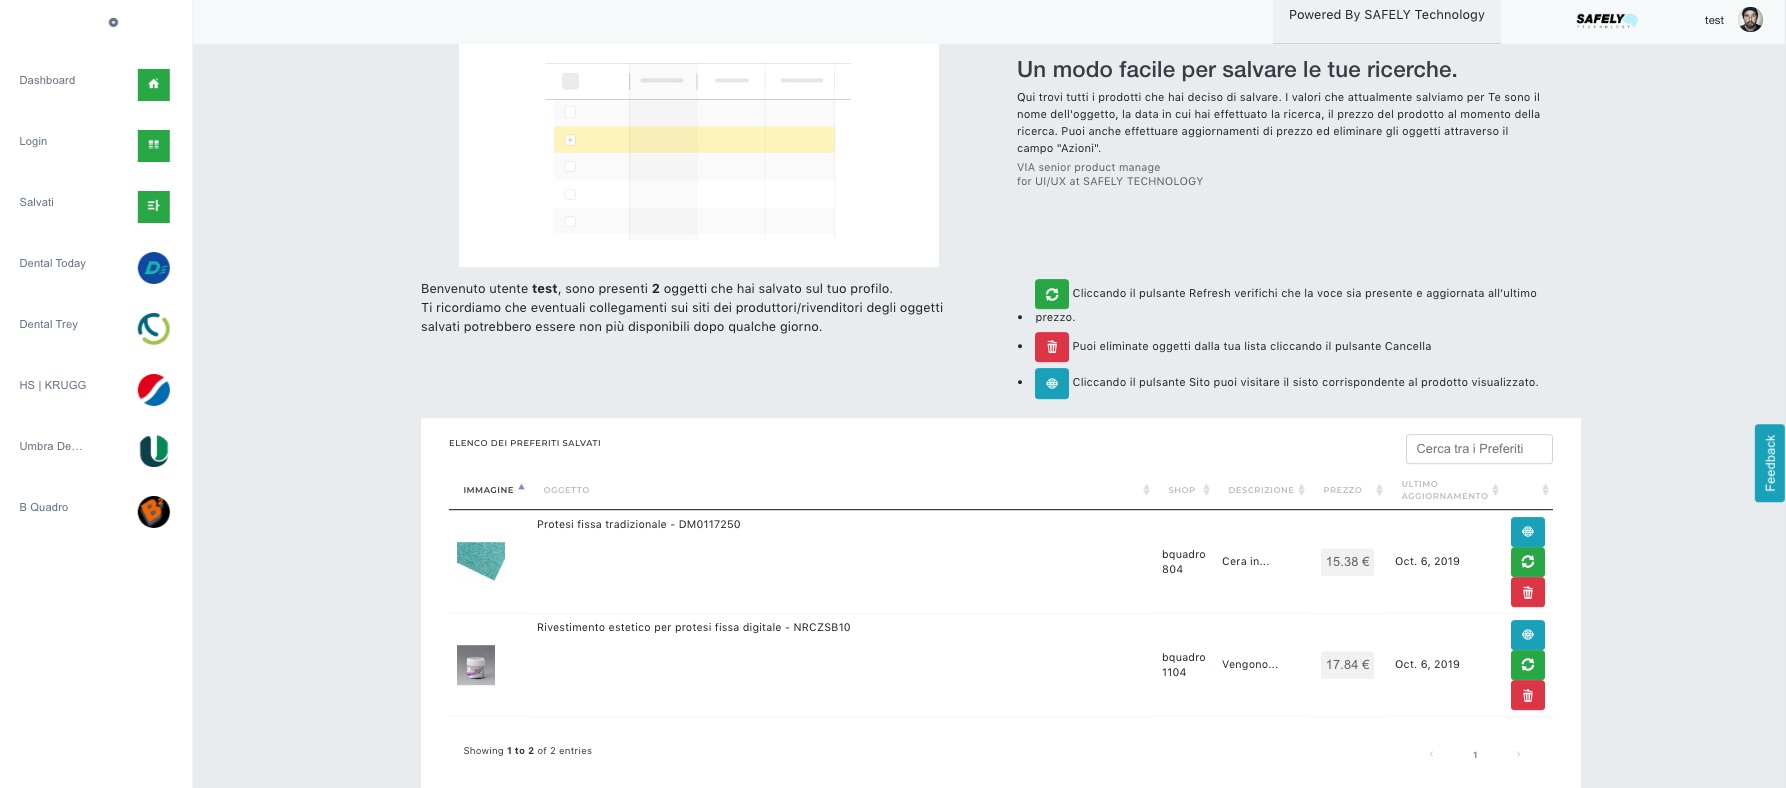 Powered By SAFELY Technology
SAFELY
TECHNOLOGY
test
Dashboard
Login
Salvati
Dental Today
Dental Trey
HS | KRUGG
Umbra De...
B Quadro
Un modo facile per salvare le tue ricerche.
Qui trovi tutti i prodotti che hai deciso di salvare. I valori che attualmente salviamo per Te sono il
nome dell'oggetto, la data in cui hai effettuato la ricerca, il prezzo del prodotto al momento della
ricerca. Puoi anche effettuare aggiornamenti di prezzo ed eliminare gli oggetti attraverso il
campo "Azioni".
VIA senior product manage
for UI/UX at SAFELY TECHNOLOGY
Benvenuto utente test, sono presenti 2 oggetti che hai salvato sul tuo profilo.
Ti ricordiamo che eventuali collegamenti sui siti dei produttori/rivenditori degli oggetti
salvati potrebbero essere non più disponibili dopo qualche giorno.
Cliccando il pulsante Refresh verifichi che la voce sia presente e aggiornata all'ultimo
prezzo.
Puoi eliminate oggetti dalla tua lista cliccando il pulsante Cancella
Cliccando il pulsante Sito puoi visitare il sisto corrispondente al prodotto visualizzato.
Feedback
ELENCO DEI PREFERITI SALVATI
Cerca tra i Preferiti
IMMAGINE OGGETTO SHOP DESCRIZIONE PREZZO ULTIMO
AGGIORNAMENTO
Protesi fissa tradizionale - DM0117250
bquadro
804
Cera in...
15.38 €
Oct. 6, 2019
Rivestimento estetico per protesi fissa digitale - NRCZSB10
bquadro
1104
Vengono...
17.84 €
Oct. 6, 2019
Showing 1 to 2 of 2 entries
‹ 1 ›